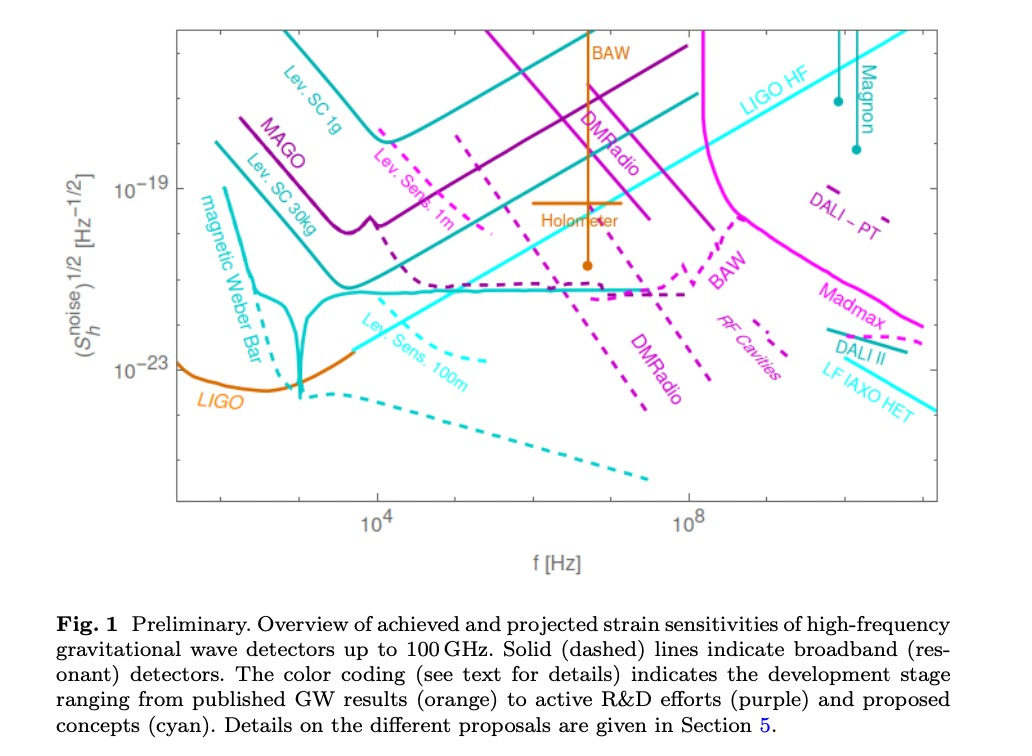 BAW
LIGO HF
Magnon
Lev. SC 1g
MAGO
DMRadio
Lev. Sens. 1m
10^−19
Lev. SC 30kg
DALI – PT
magnetic Weber Bar
Holometer
BAW
(S_h^noise)^1/2 [Hz^−1/2]
Madmax
RF Cavities
Lev. Sens. 100m
DMRadio
DALI II
10^−23
LF IAXO HET
LIGO
10^4
10^8
f [Hz]
Fig. 1 Preliminary. Overview of achieved and projected strain sensitivities of high-frequency
gravitational wave detectors up to 100 GHz. Solid (dashed) lines indicate broadband (res-
onant) detectors. The color coding (see text for details) indicates the development stage
ranging from published GW results (orange) to active R&D efforts (purple) and proposed
concepts (cyan). Details on the different proposals are given in Section 5.